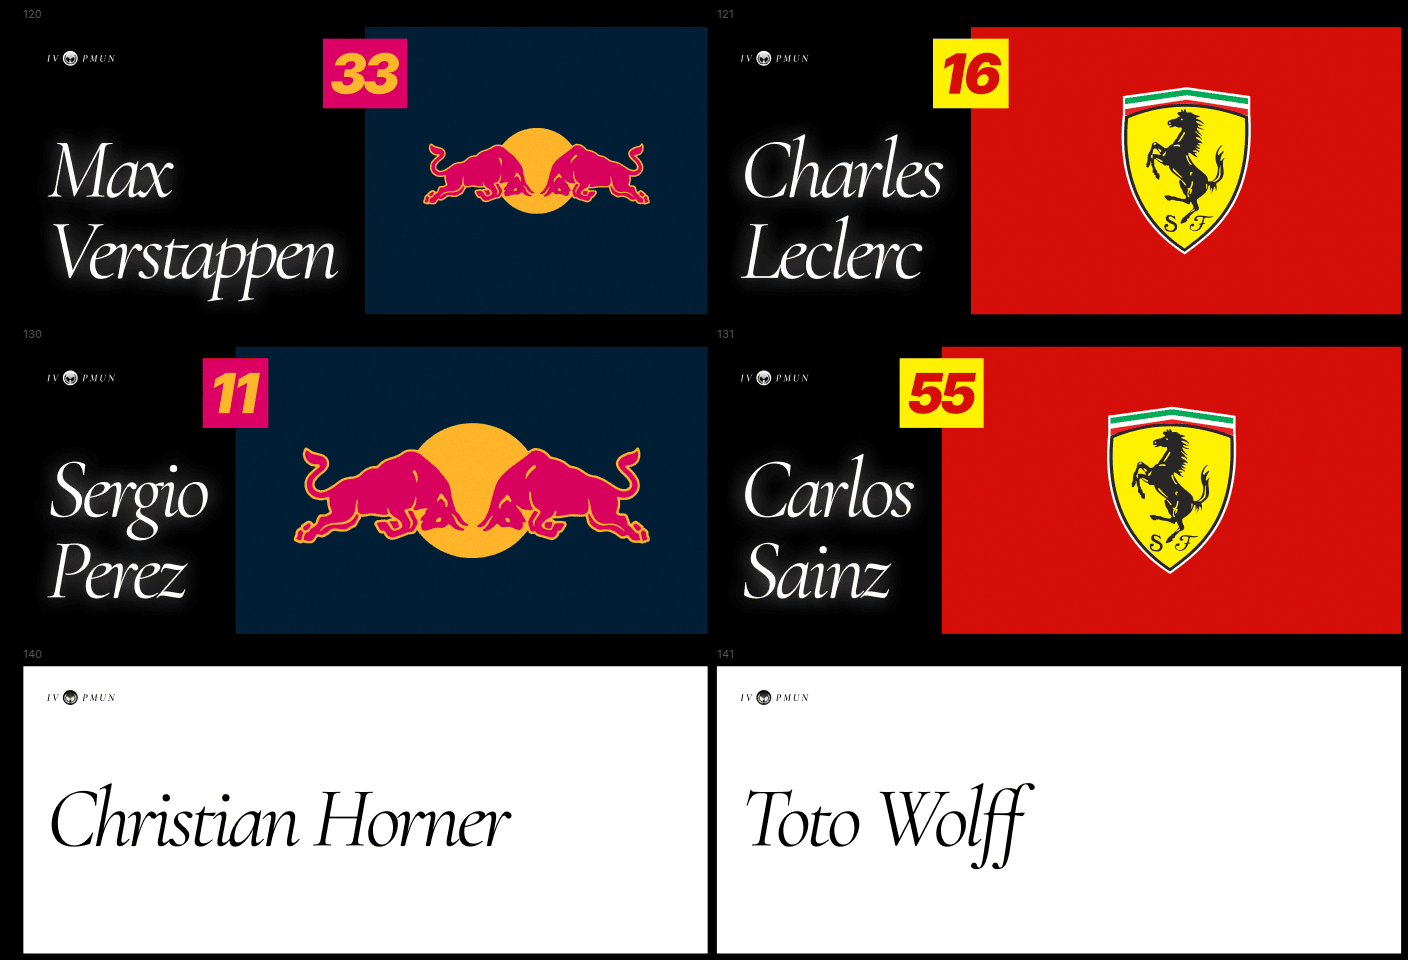 120
IV PMUN
33
Max
Verstappen
121
IV PMUN
16
Charles
Leclerc
S F
130
IV PMUN
11
Sergio
Perez
131
IV PMUN
55
Carlos
Sainz
S F
140
IV PMUN
Christian Horner
141
IV PMUN
Toto Wolff